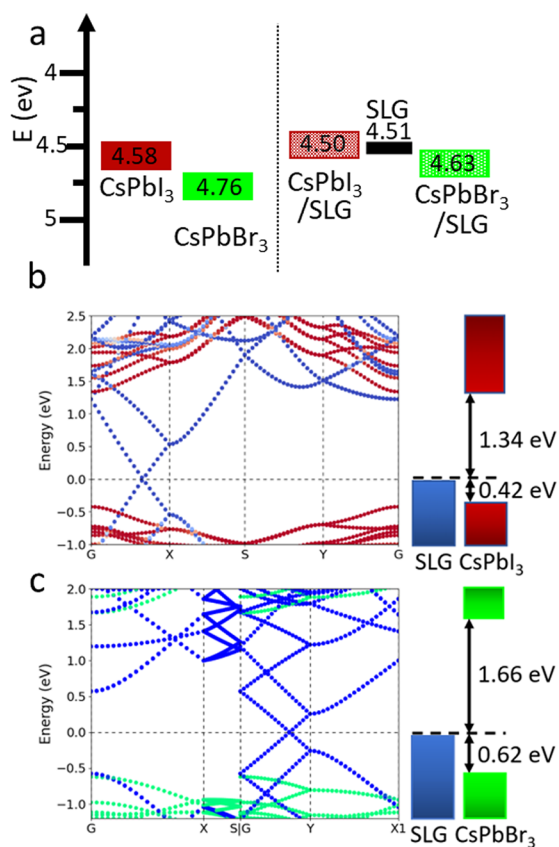 a
E (ev)
4
4.5
5
4.58
CsPbI₃
4.76
CsPbBr₃
4.50
CsPbI₃
/SLG
SLG
4.51
4.63
CsPbBr₃
/SLG
b
Energy (eV)
2.5
2.0
1.5
1.0
0.5
0.0
−0.5
−1.0
G X S Y G
1.34 eV
0.42 eV
SLG CsPbI₃
c
Energy (eV)
2.0
1.5
1.0
0.5
0.0
−0.5
−1.0
G X S|G Y X1
1.66 eV
0.62 eV
SLG CsPbBr₃